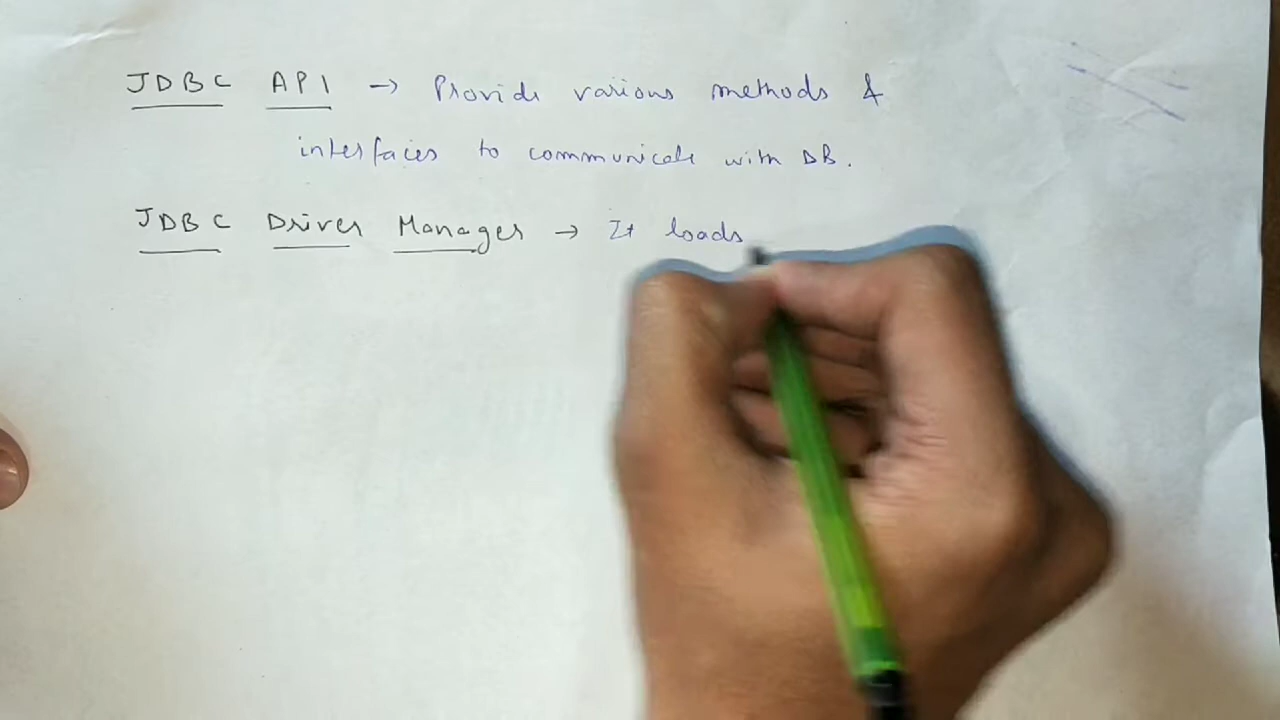 JDBC API → Provide various methods &
interfaces to communicate with DB.
JDBC Driver Manager → It loads